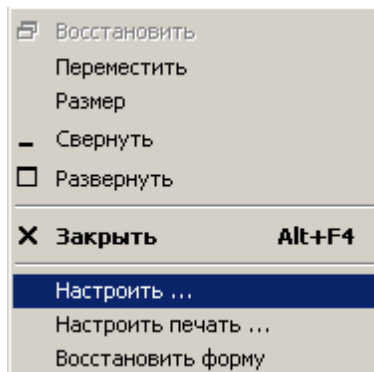 Восстановить
Переместить
Размер
Свернуть
Развернуть
Закрыть Alt+F4
Настроить ...
Настроить печать ...
Восстановить форму